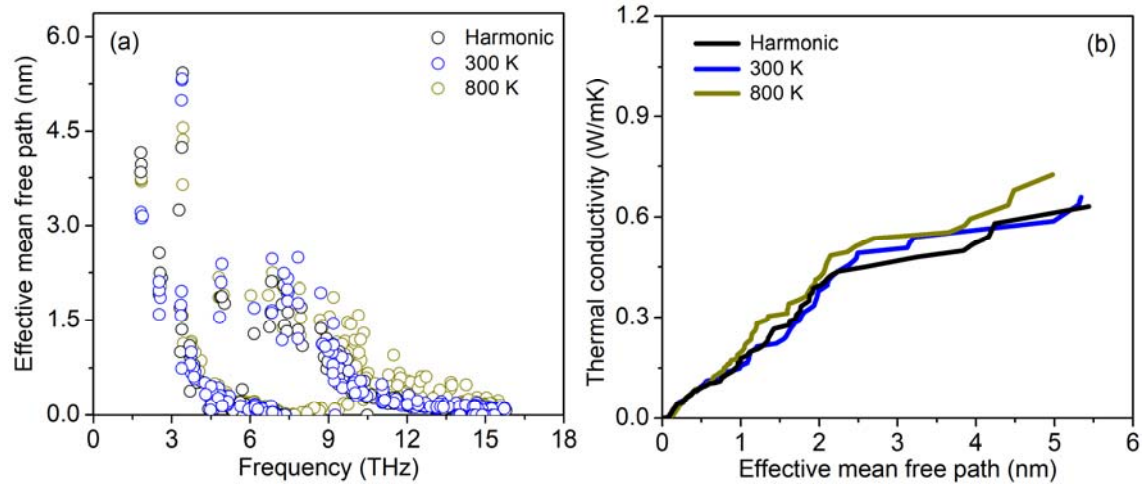 (a)
Harmonic
300 K
800 K
6.0
4.5
3.0
1.5
0.0
0 3 6 9 12 15 18
Effective mean free path (nm)
Frequency (THz)
(b)
Harmonic
300 K
800 K
1.2
0.9
0.6
0.3
0.0
0 1 2 3 4 5 6
Thermal conductivity (W/mK)
Effective mean free path (nm)